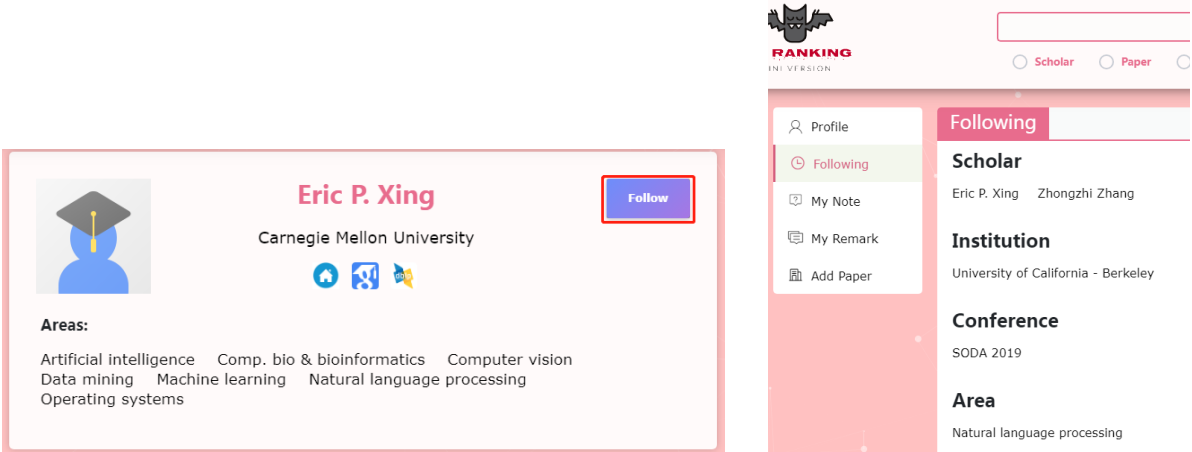 Eric P. Xing
Follow
Carnegie Mellon University
Areas:
Artificial intelligence Comp. bio & bioinformatics Computer vision
Data mining Machine learning Natural language processing
Operating systems
RANKING
INI VERSION
Scholar Paper
Profile
Following
My Note
My Remark
Add Paper
Following
Scholar
Eric P. Xing Zhongzhi Zhang
Institution
University of California - Berkeley
Conference
SODA 2019
Area
Natural language processing